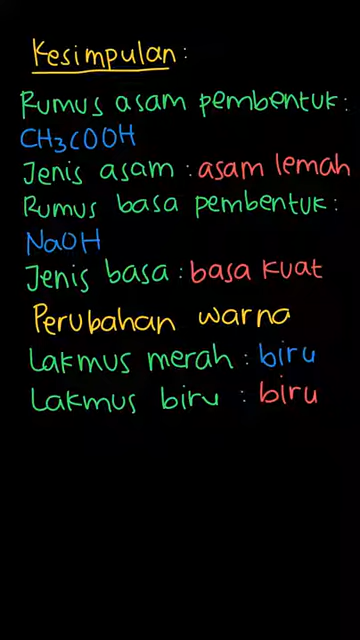 Kesimpulan:
Rumus asam pembentuk:
CH3COOH
Jenis asam: asam lemah
Rumus basa pembentuk:
NaOH
Jenis basa: basa kuat
Perubahan warna
Lakmus merah: biru
Lakmus biru: biru